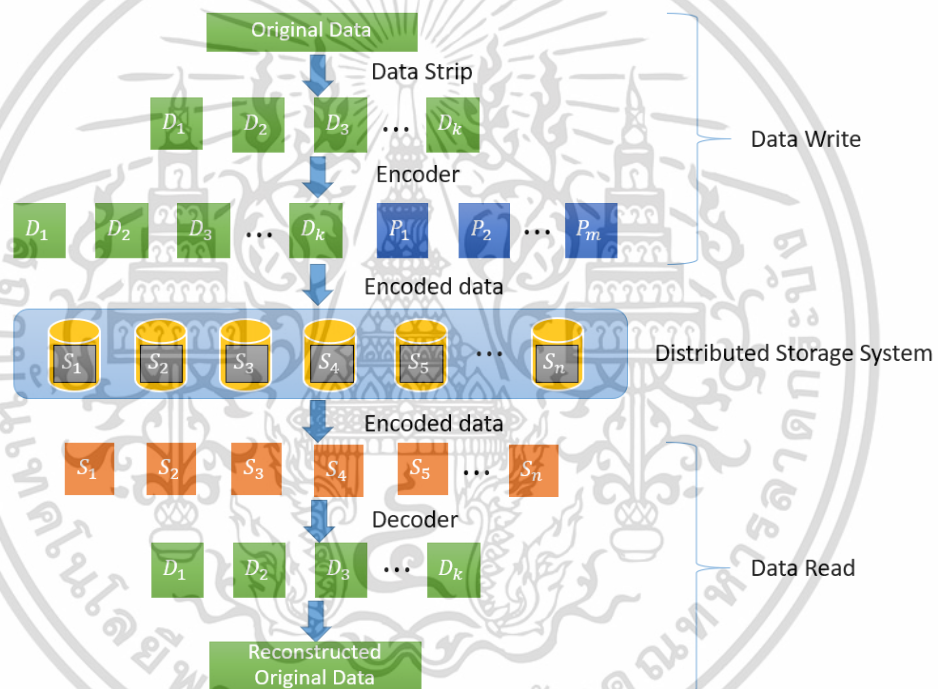 Original Data
Data Strip
D₁ D₂ D₃ ... Dₖ
Data Write
Encoder
D₁ D₂ D₃ ... Dₖ P₁ P₂ ... Pₘ
Encoded data
S₁ S₂ S₃ S₄ S₅ ... Sₙ
Distributed Storage System
Encoded data
S₁ S₂ S₃ S₄ S₅ ... Sₙ
Decoder
D₁ D₂ D₃ ... Dₖ
Data Read
Reconstructed
Original Data